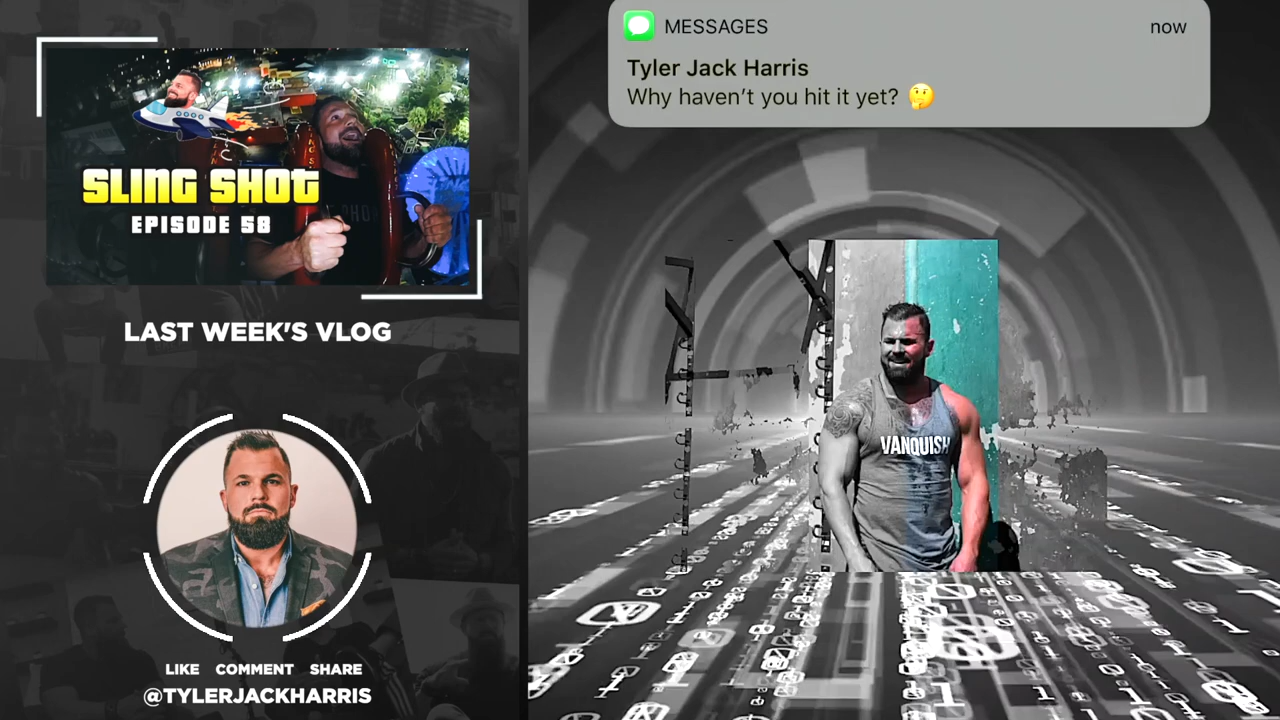 SLING SHOT
EPISODE 58
LAST WEEK'S VLOG
LIKE COMMENT SHARE
@TYLERJACKHARRIS
MESSAGES
now
Tyler Jack Harris
Why haven't you hit it yet? 🤔
VANQUISH